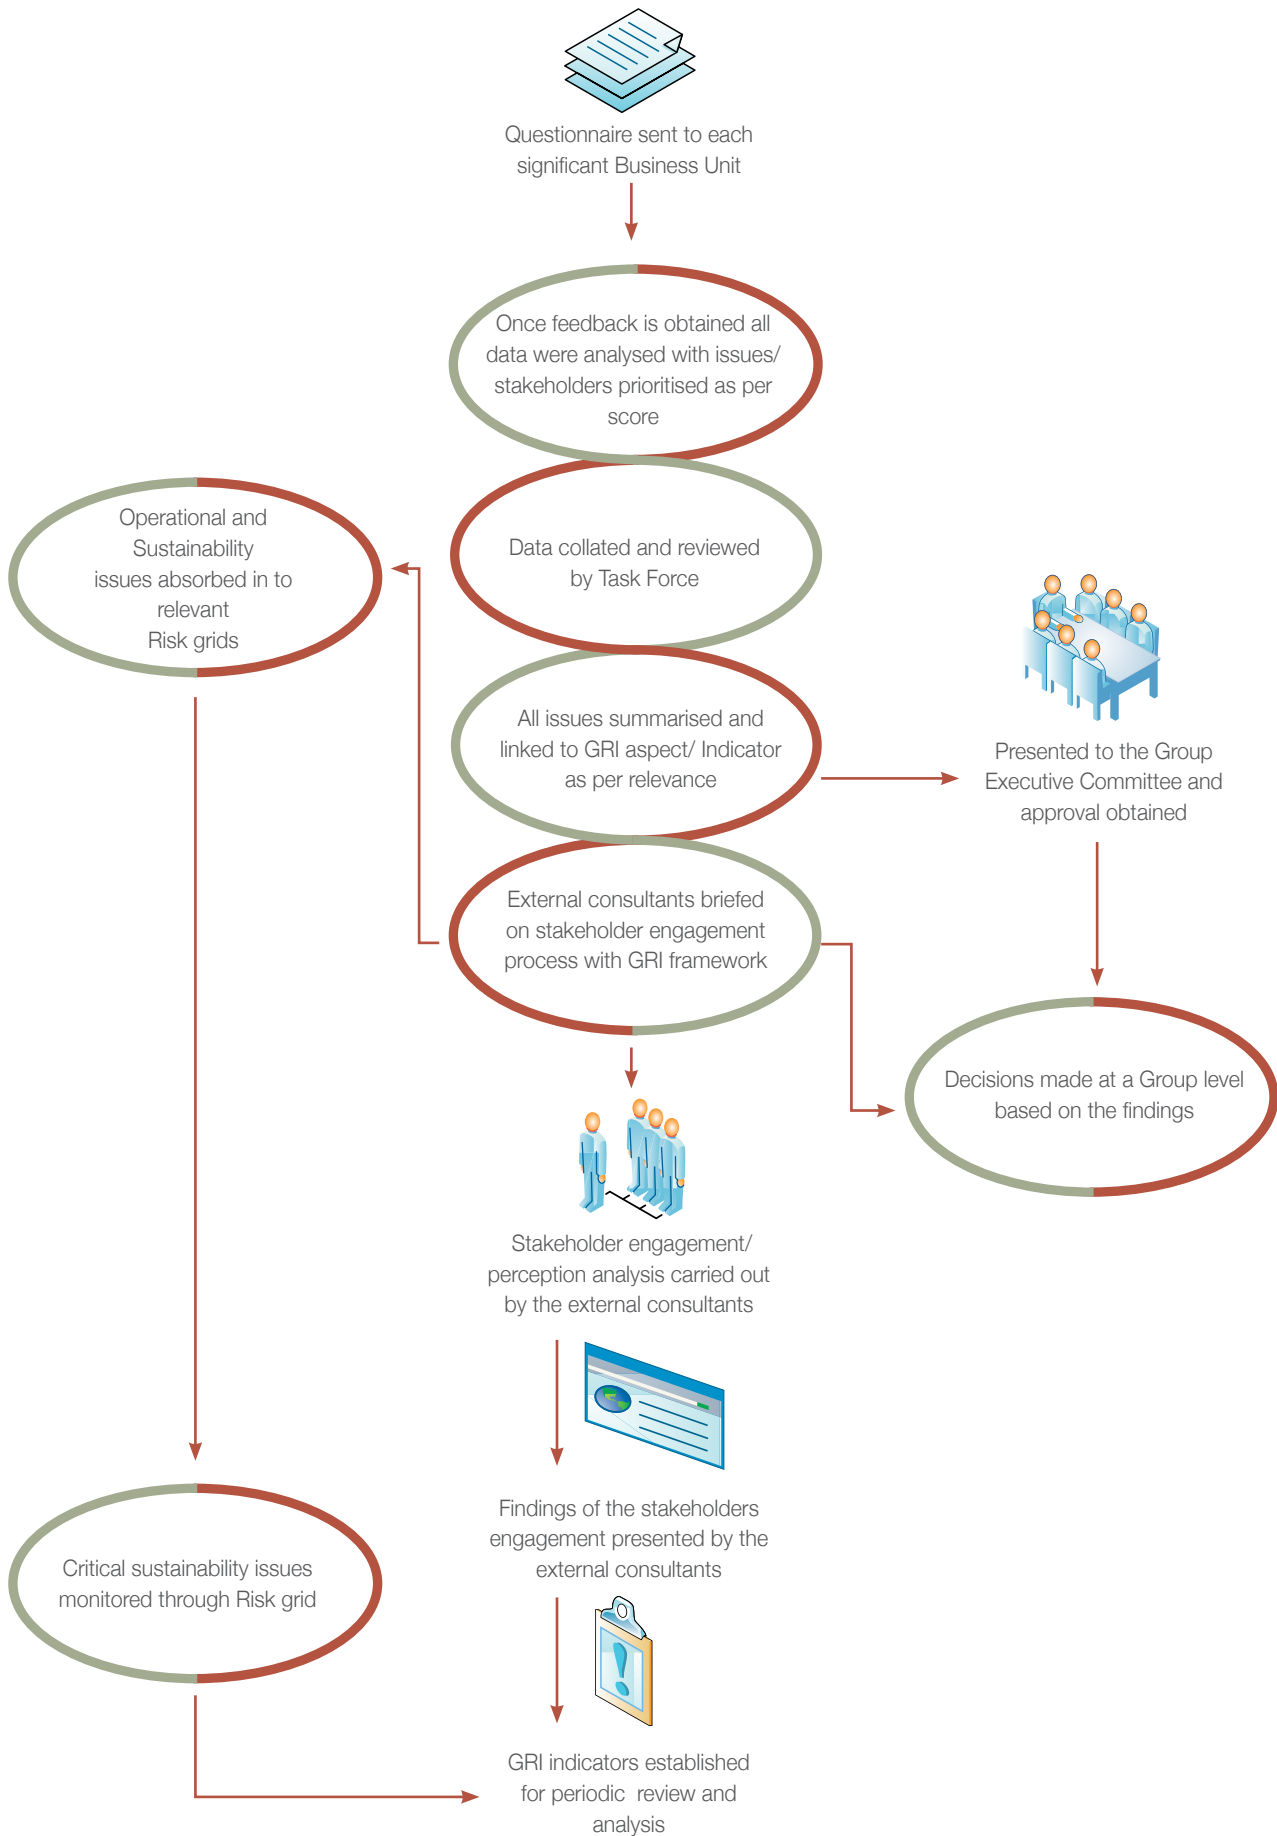 Questionnaire sent to each
significant Business Unit
Once feedback is obtained all
data were analysed with issues/
stakeholders prioritised as per
score
Operational and
Sustainability
issues absorbed in to
relevant
Risk grids
Data collated and reviewed
by Task Force
All issues summarised and
linked to GRI aspect/ Indicator
as per relevance
Presented to the Group
Executive Committee and
approval obtained
External consultants briefed
on stakeholder engagement
process with GRI framework
Decisions made at a Group level
based on the findings
Stakeholder engagement/
perception analysis carried out
by the external consultants
Findings of the stakeholders
engagement presented by the
external consultants
Critical sustainability issues
monitored through Risk grid
GRI indicators established
for periodic  review and
analysis